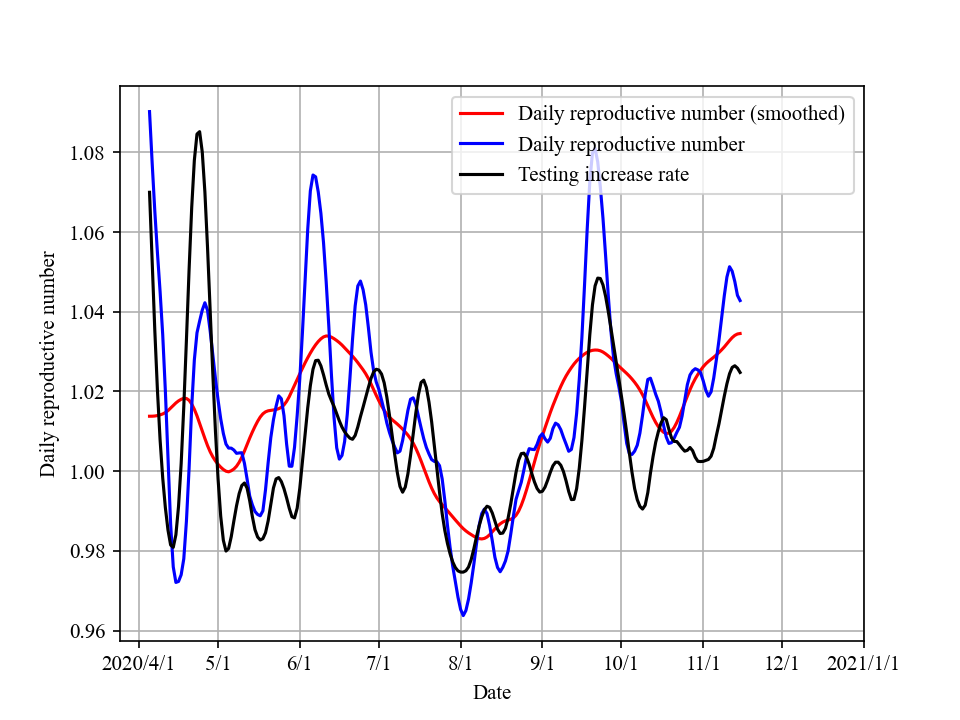 Daily reproductive number (smoothed)
Daily reproductive number
Testing increase rate
1.08
1.06
1.04
1.02
1.00
0.98
0.96
Daily reproductive number
2020/4/1 5/1 6/1 7/1 8/1 9/1 10/1 11/1 12/1 2021/1/1
Date